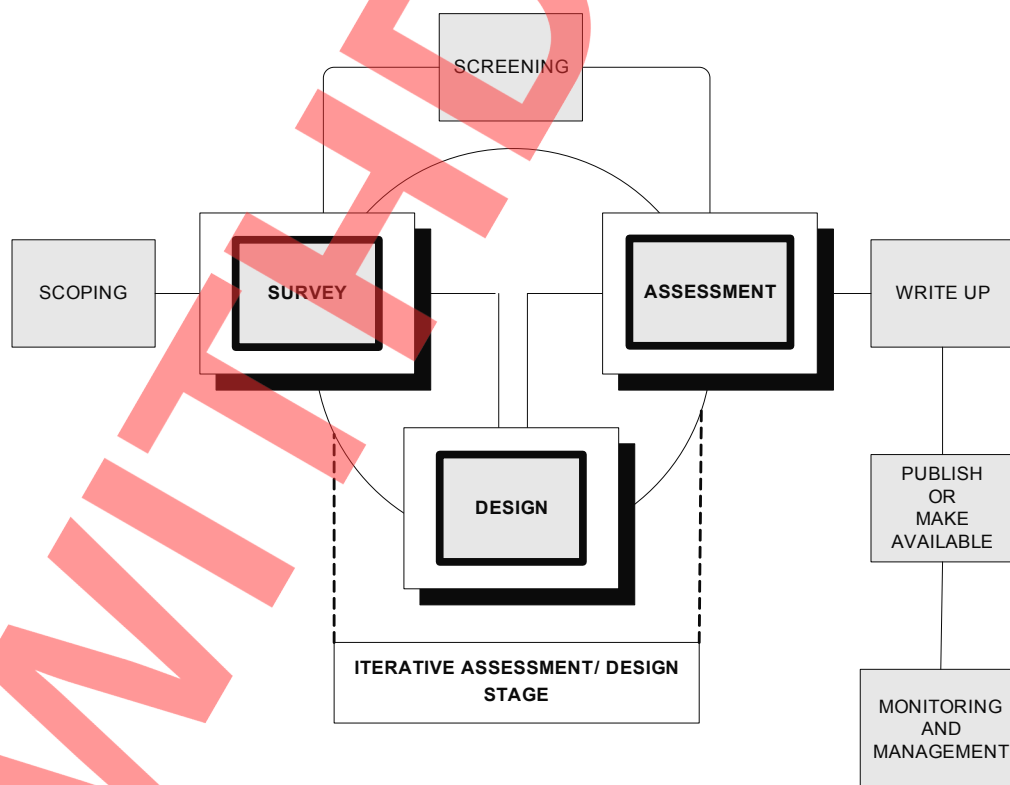 SCREENING
SCOPING
SURVEY
ASSESSMENT
WRITE UP
DESIGN
PUBLISH
OR
MAKE
AVAILABLE
ITERATIVE ASSESSMENT/ DESIGN
STAGE
MONITORING
AND
MANAGEMENT
WITHD